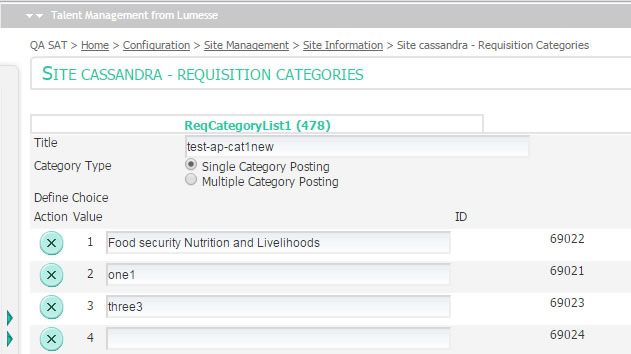 Talent Management from Lumesse
QA SAT > Home > Configuration > Site Management > Site Information > Site cassandra - Requisition Categories
SITE CASSANDRA - REQUISITION CATEGORIES
ReqCategoryList1 (478)
Title test-ap-cat1new
Category Type Single Category Posting
Multiple Category Posting
Define Choice
Action Value ID
1 Food security Nutrition and Livelihoods 69022
2 one1 69021
3 three3 69023
4 69024